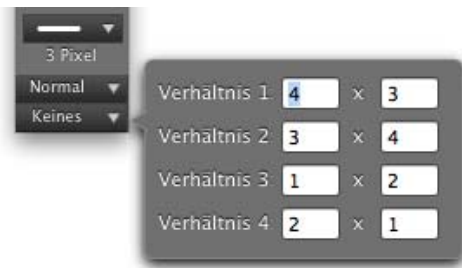 3 Pixel
Normal
Keines
Verhältnis 1 4 x 3
Verhältnis 2 3 x 4
Verhältnis 3 1 x 2
Verhältnis 4 2 x 1